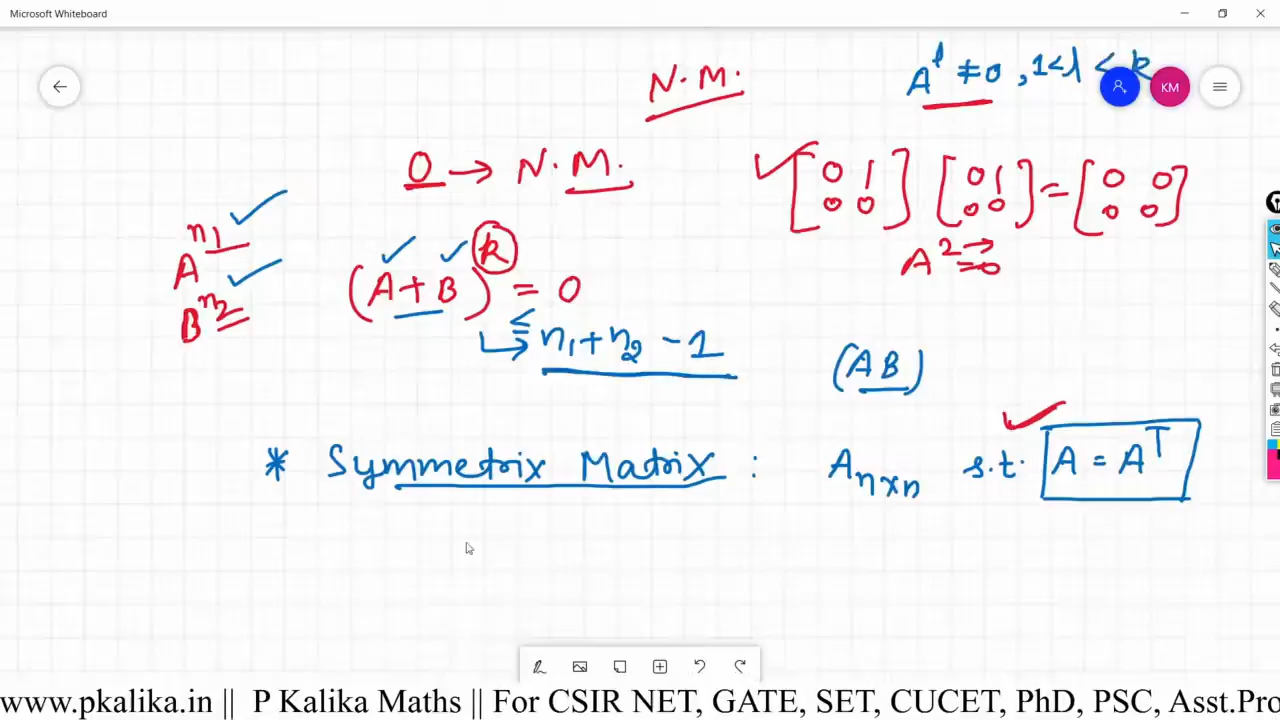 Microsoft Whiteboard
N.M.
A^l ≠ 0 , 1 < l < k
KM
0 → N.M.
[0 1
0 0] [0 1
0 0] = [0 0
0 0]
A^2 = 0
A^n1
B^n2
(A + B)^k = 0
≤ n1 + n2 - 1
(AB)
* Symmetrix Matrix : A n×n s.t. A = A^T
www.pkalika.in || P Kalika Maths || For CSIR NET, GATE, SET, CUCET, PhD, PSC, Asst.Pro